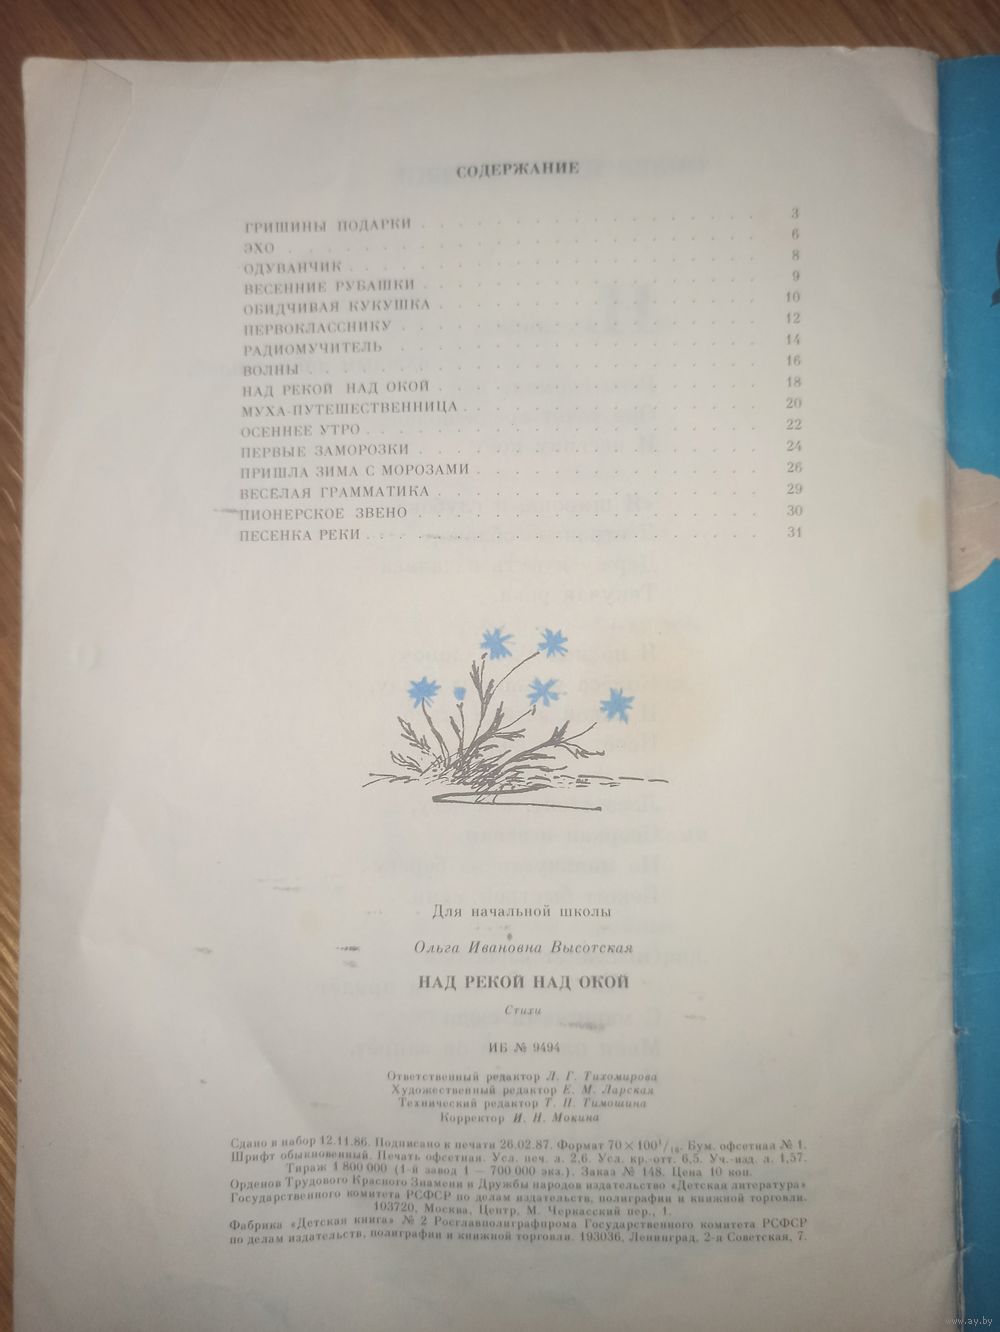 СОДЕРЖАНИЕ
ГРИШИНЫ ПОДАРКИ . . . . . . . . . . . . . . . . . . 3
ЭХО . . . . . . . . . . . . . . . . . . 6
ОДУВАНЧИК . . . . . . . . . . . . . . . . . . 8
ВЕСЕННИЕ РУБАШКИ . . . . . . . . . . . . . . . . . . 9
ОБИДЧИВАЯ КУКУШКА . . . . . . . . . . . . . . . . . . 10
ПЕРВОКЛАССНИКУ . . . . . . . . . . . . . . . . . . 12
РАДИОМУЧИТЕЛЬ . . . . . . . . . . . . . . . . . . 14
ВОЛНЫ . . . . . . . . . . . . . . . . . . 16
НАД РЕКОЙ НАД ОКОЙ . . . . . . . . . . . . . . . . . . 18
МУХА-ПУТЕШЕСТВЕННИЦА . . . . . . . . . . . . . . . . . . 20
ОСЕННЕЕ УТРО . . . . . . . . . . . . . . . . . . 22
ПЕРВЫЕ ЗАМОРОЗКИ . . . . . . . . . . . . . . . . . . 24
ПРИШЛА ЗИМА С МОРОЗАМИ . . . . . . . . . . . . . . . . . . 26
ВЕСЕЛАЯ ГРАММАТИКА . . . . . . . . . . . . . . . . . . 29
ПИОНЕРСКОЕ ЗВЕНО . . . . . . . . . . . . . . . . . . 30
ПЕСЕНКА РЕКИ . . . . . . . . . . . . . . . . . . 31
Для начальной школы
Ольга Ивановна Высотская
НАД РЕКОЙ НАД ОКОЙ
Стихи
ИБ № 9494
Ответственный редактор Л. Г. Тихомирова
Художественный редактор Е. М. Ларская
Технический редактор Т. П. Тимошина
Корректор И. Н. Мокина
Сдано в набор 12.11.86. Подписано к печати 26.02.87. Формат 70×100¹/₁₆. Бум. офсетная № 1.
Шрифт обыкновенный. Печать офсетная. Усл. печ. л. 2,6. Усл. кр.-отт. 6,5. Уч.-изд. л. 1,57.
Тираж 1 800 000 (1-й завод 1 — 700 000 экз.). Заказ № 148. Цена 10 коп.
Орденов Трудового Красного Знамени и Дружбы народов издательство «Детская литература»
Государственного комитета РСФСР по делам издательств, полиграфии и книжной торговли.
103720, Москва, Центр, М. Черкасский пер., 1.
Фабрика «Детская книга» № 2 Росглавполиграфпрома Государственного комитета РСФСР
по делам издательств, полиграфии и книжной торговли. 193036, Ленинград, 2-я Советская, 7.
www.ay.by